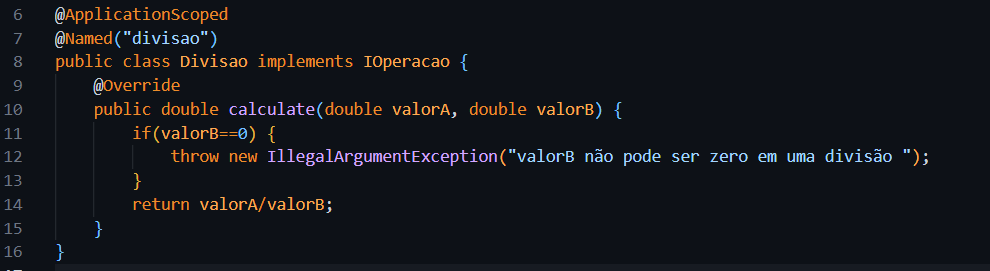 6 @ApplicationScoped
7 @Named("divisao")
8 public class Divisao implements IOperacao {
9 @Override
10 public double calculate(double valorA, double valorB) {
11 if(valorB==0) {
12 throw new IllegalArgumentException("valorB não pode ser zero em uma divisão ");
13 }
14 return valorA/valorB;
15 }
16 }